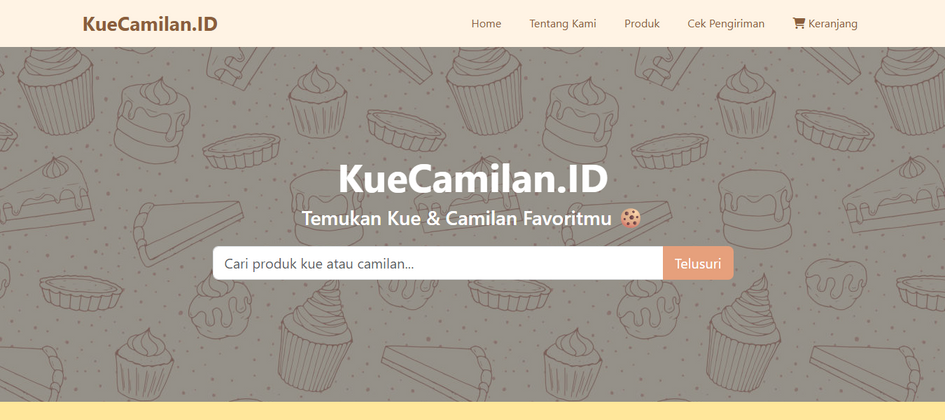 KueCamilan.ID
Home Tentang Kami Produk Cek Pengiriman Keranjang
KueCamilan.ID
Temukan Kue & Camilan Favoritmu 🍪
Cari produk kue atau camilan... Telusuri